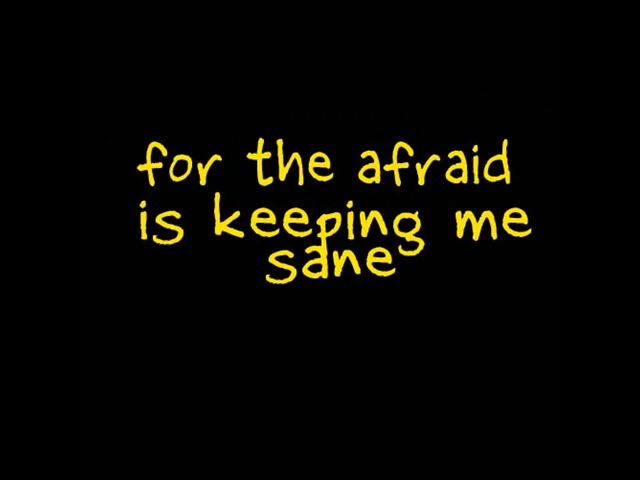 for the afraid
is keeping me
sane